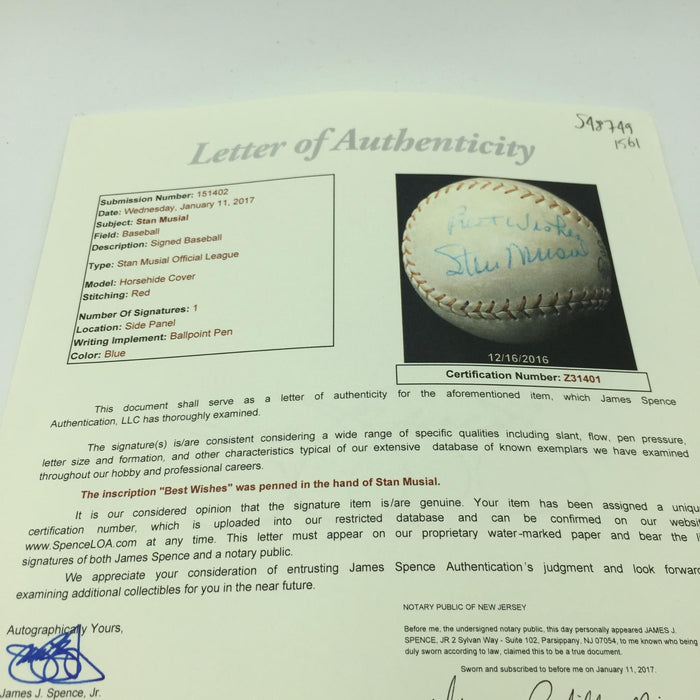 548749
1561
Letter of Authenticity
Submission Number: 151402
Date: Wednesday, January 11, 2017
Subject: Stan Musial
Field: Baseball
Description: Signed Baseball
Type: Stan Musial Official League
Model: Horsehide Cover
Stitching: Red
Number Of Signatures: 1
Location: Side Panel
Writing Implement: Ballpoint Pen
Color: Blue
Best Wishes
Stan Musial
12/16/2016
Certification Number: Z31401
This document shall serve as a letter of authenticity for the aforementioned item, which James Spence
Authentication, LLC has thoroughly examined.
The signature(s) is/are consistent considering a wide range of specific qualities including slant, flow, pen pressure,
letter size and formation, and other characteristics typical of our extensive database of known exemplars we have examined
throughout our hobby and professional careers.
The inscription "Best Wishes" was penned in the hand of Stan Musial.
It is our considered opinion that the signature item is/are genuine. Your item has been assigned a uniqu
certification number, which is uploaded into our restricted database and can be confirmed on our websi
www.SpenceLOA.com at any time. This letter must appear on our proprietary water-marked paper and bear the li
signatures of both James Spence and a notary public.
We appreciate your consideration of entrusting James Spence Authentication's judgment and look forward
examining additional collectibles for you in the near future.
NOTARY PUBLIC OF NEW JERSEY
Before me, the undersigned notary public, this day personally appeared JAMES J.
SPENCE, JR 2 Sylvan Way - Suite 102, Parsippany, NJ 07054, to me known who being
duly sworn according to law, claimed this to be a true document.
Sworn and subscribed to before me on January 11, 2017.
Autographically Yours,
James J. Spence, Jr.